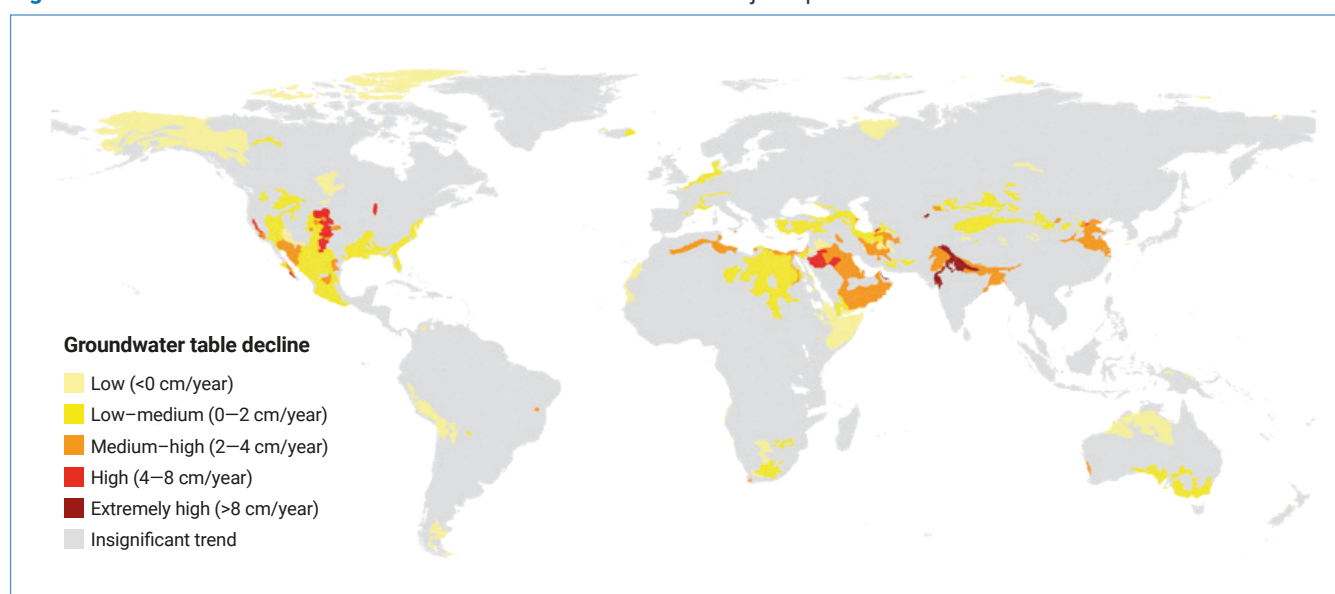 Groundwater table decline
Low (<0 cm/year)
Low–medium (0—2 cm/year)
Medium–high (2—4 cm/year)
High (4—8 cm/year)
Extremely high (>8 cm/year)
Insignificant trend